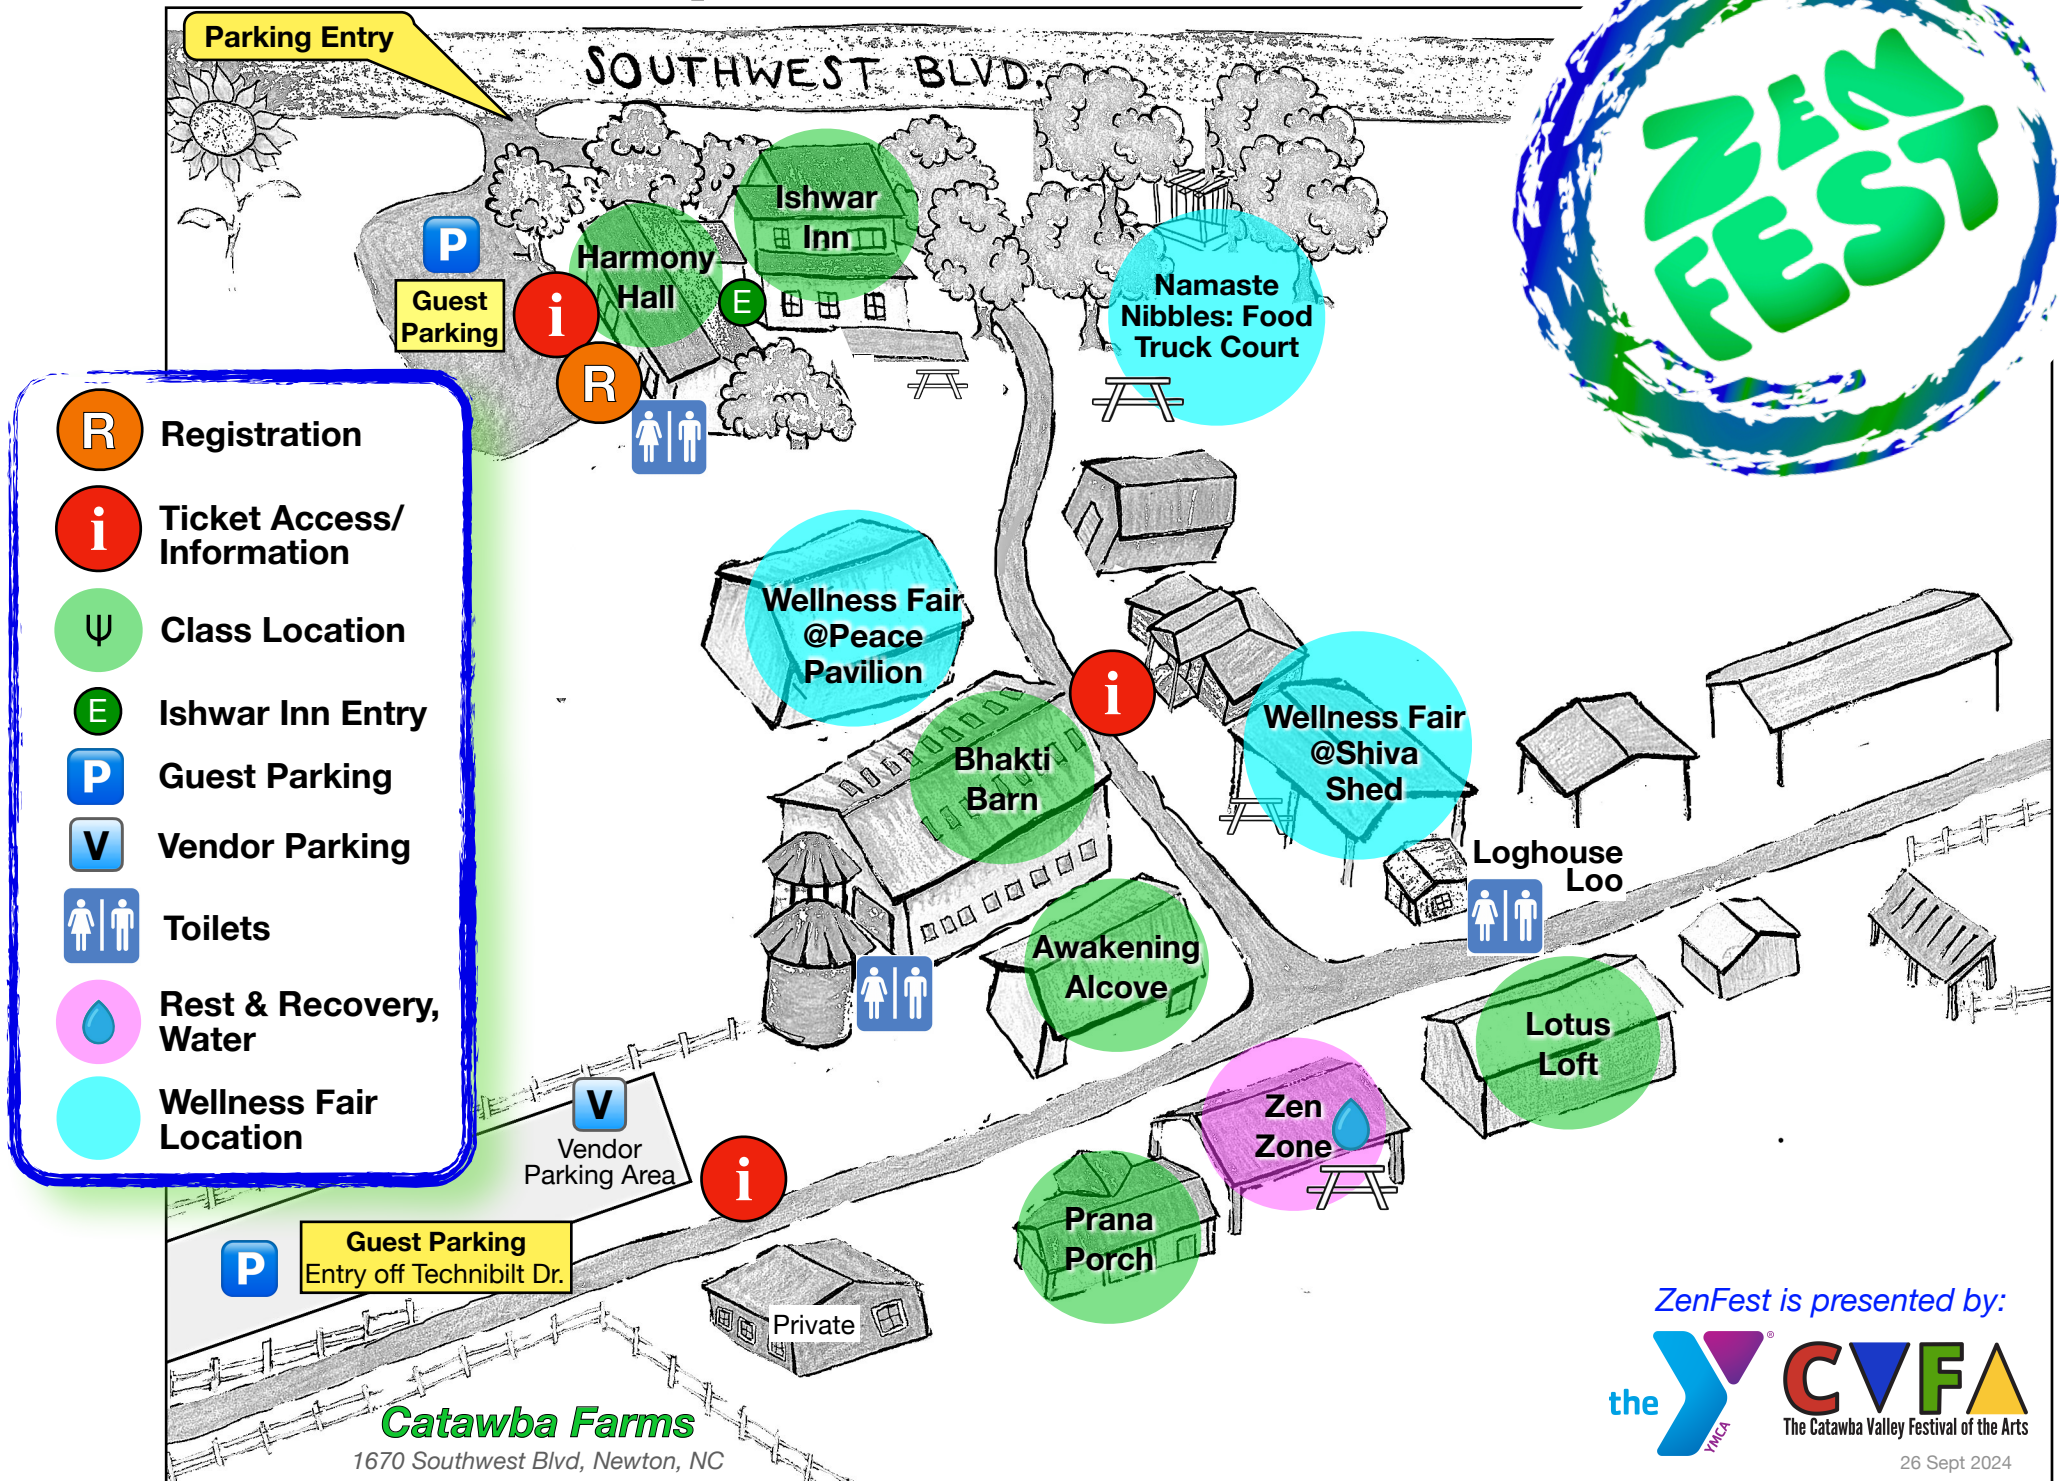 Parking Entry
SOUTHWEST BLVD.
ZEN
FEST
Ishwar
Inn
Harmony
Hall
P
Guest
Parking
i
E
R
Namaste
Nibbles: Food
Truck Court
R
Registration
i
Ticket Access/
Information
Ψ
Class Location
E
Ishwar Inn Entry
P
Guest Parking
V
Vendor Parking
Toilets
Rest & Recovery,
Water
Wellness Fair
Location
Wellness Fair
@Peace
Pavilion
i
Wellness Fair
@Shiva
Shed
Bhakti
Barn
Loghouse
Loo
Awakening
Alcove
Lotus
Loft
Zen
Zone
V
Vendor
Parking Area
i
Prana
Porch
P
Guest Parking
Entry off Technibilt Dr.
Private
Catawba Farms
1670 Southwest Blvd, Newton, NC
ZenFest is presented by:
the
YMCA
®
CVFA
The Catawba Valley Festival of the Arts
26 Sept 2024